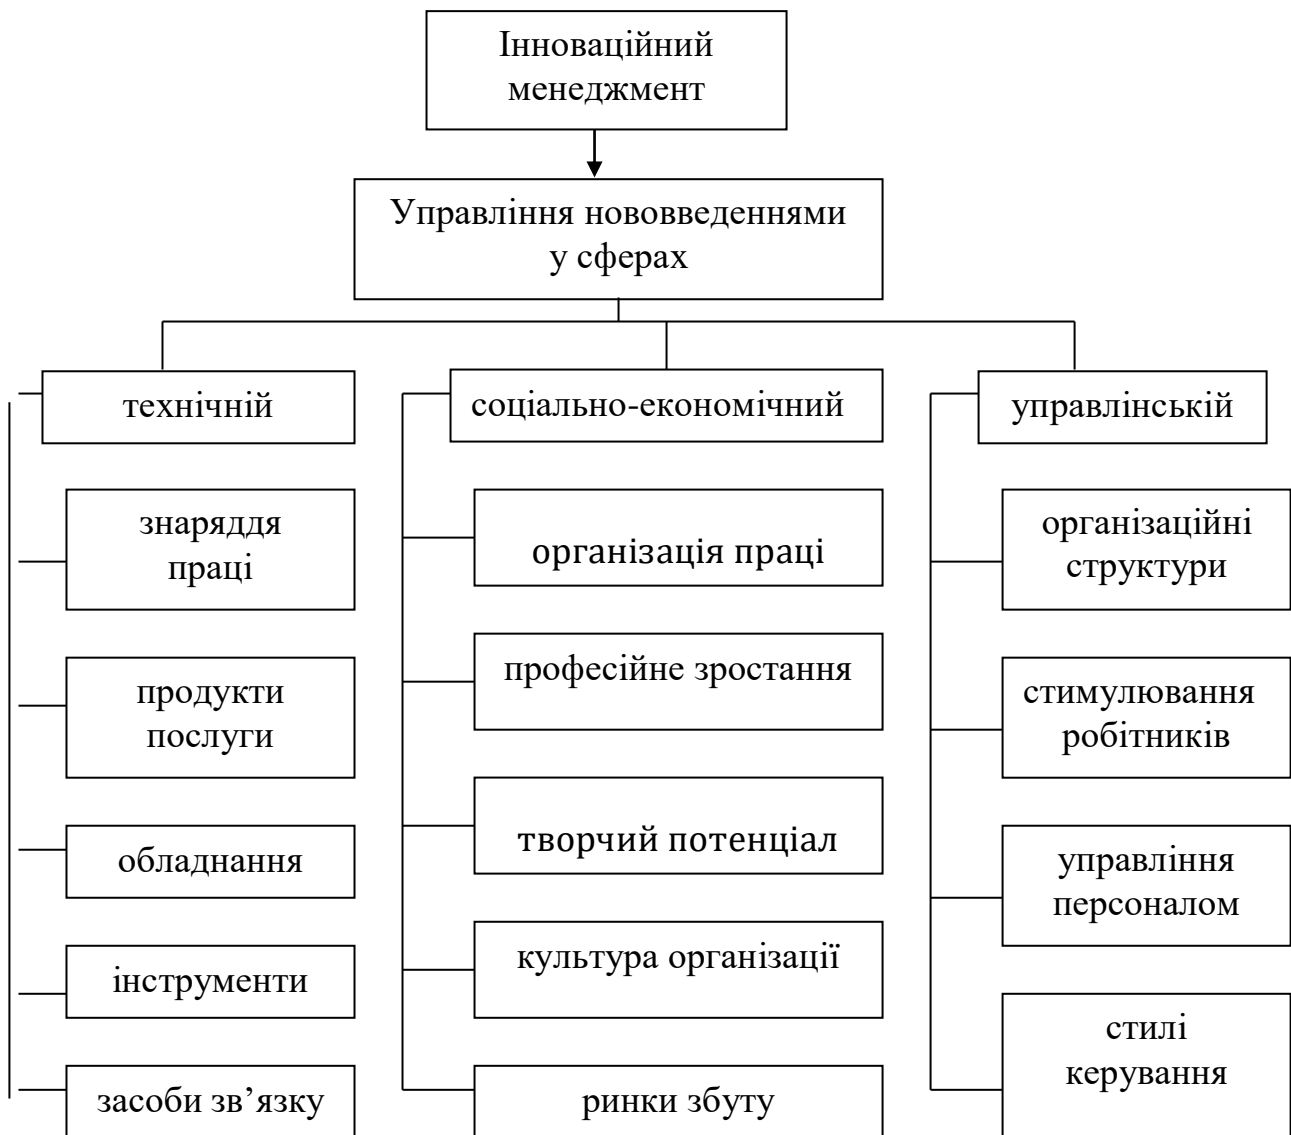 Інноваційний
менеджмент
Управління нововведеннями
у сферах
технічній
знаряддя
праці
продукти
послуги
обладнання
інструменти
засоби зв’язку
соціально-економічний
організація праці
професійне зростання
творчий потенціал
культура організації
ринки збуту
управлінській
організаційні
структури
стимулювання
робітників
управління
персоналом
стилі
керування